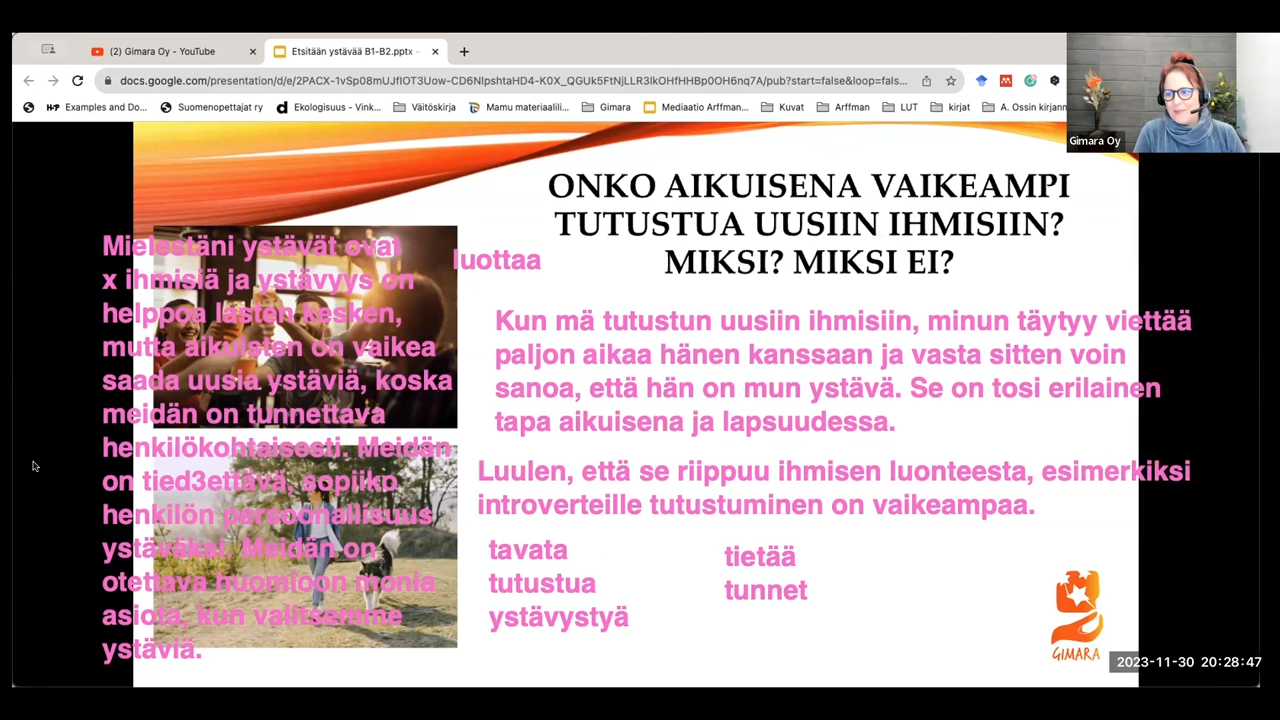 (2) Gimara Oy - YouTube
Etsitään ystävää B1-B2.pptx -
docs.google.com/presentation/d/e/2PACX-1vSp08mUJflOT3Uow-CD6NlpshtaHD4-K0X_QGUk5FtNjLLR3lkOHfHHBp0OH6nq7A/pub?start=false&loop=fals...
Examples and Do...
Suomenopettajat ry
Ekologisuus - Vink...
Väitöskirja
Mamu materiaalil...
Gimara
Mediaatio Arffman...
Kuvat
Arffman
LUT
kirjat
A. Ossin kirjanm
Gimara Oy
ONKO AIKUISENA VAIKEAMPI
TUTUSTUA UUSIIN IHMISIIN?
MIKSI? MIKSI EI?
Mielestäni ystävät ovat
x ihmisiä ja ystävyys on
helppoa lasten kesken,
mutta aikuisten on vaikea
saada uusia ystäviä, koska
meidän on tunnettava
henkilökohtaisesti. Meidän
on tied3ettävä, sopiiko
henkilön persoonallisuus
ystäväksi. Meidän on
otettava huomioon monia
asiota, kun valitsemme
ystäviä.
luottaa
Kun mä tutustun uusiin ihmisiin, minun täytyy viettää
paljon aikaa hänen kanssaan ja vasta sitten voin
sanoa, että hän on mun ystävä. Se on tosi erilainen
tapa aikuisena ja lapsuudessa.
Luulen, että se riippuu ihmisen luonteesta, esimerkiksi
introverteille tutustuminen on vaikeampaa.
tavata
tutustua
ystävystyä
tietää
tunnet
GIMARA
2023-11-30 20:28:47